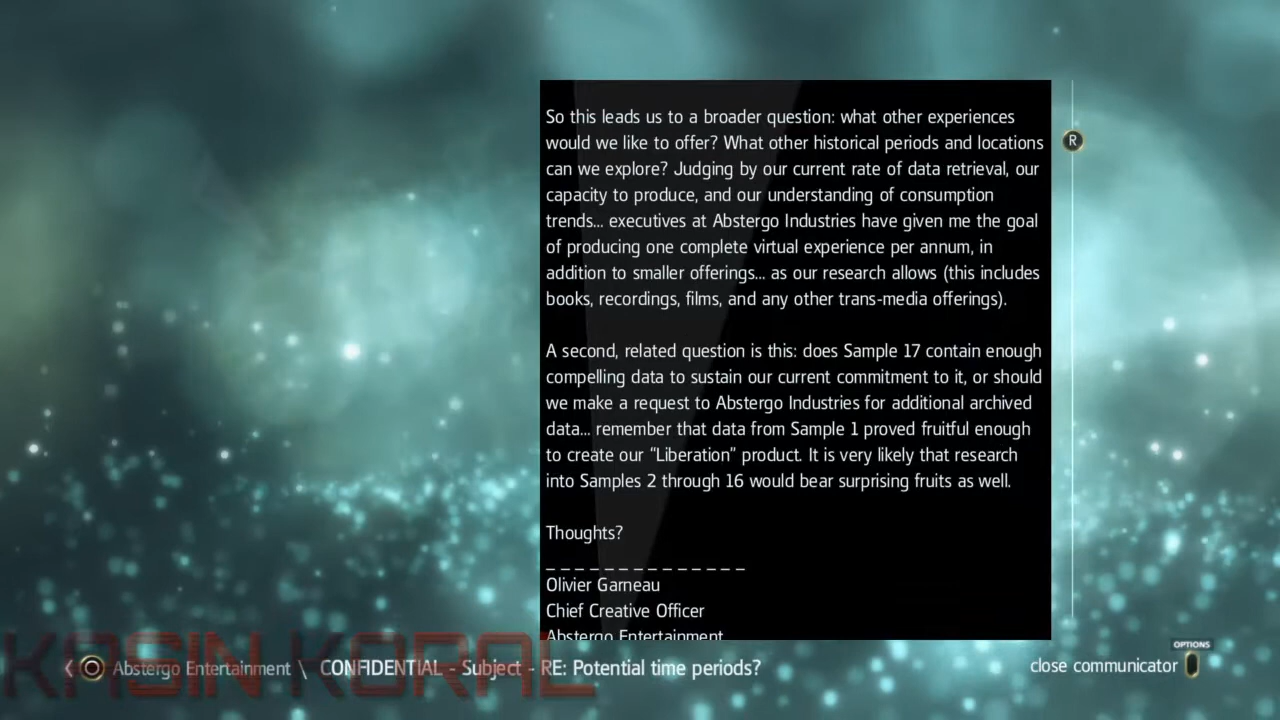 So this leads us to a broader question: what other experiences
would we like to offer? What other historical periods and locations
can we explore? Judging by our current rate of data retrieval, our
capacity to produce, and our understanding of consumption
trends... executives at Abstergo Industries have given me the goal
of producing one complete virtual experience per annum, in
addition to smaller offerings... as our research allows (this includes
books, recordings, films, and any other trans-media offerings).
A second, related question is this: does Sample 17 contain enough
compelling data to sustain our current commitment to it, or should
we make a request to Abstergo Industries for additional archived
data... remember that data from Sample 1 proved fruitful enough
to create our “Liberation” product. It is very likely that research
into Samples 2 through 16 would bear surprising fruits as well.
Thoughts?
_ _ _ _ _ _ _ _ _ _ _ _ _ _
Olivier Garneau
Chief Creative Officer
Abstergo Entertainment
R
KASIN KORAL
Abstergo Entertainment \ CONFIDENTIAL - Subject - RE: Potential time periods?
OPTIONS
close communicator